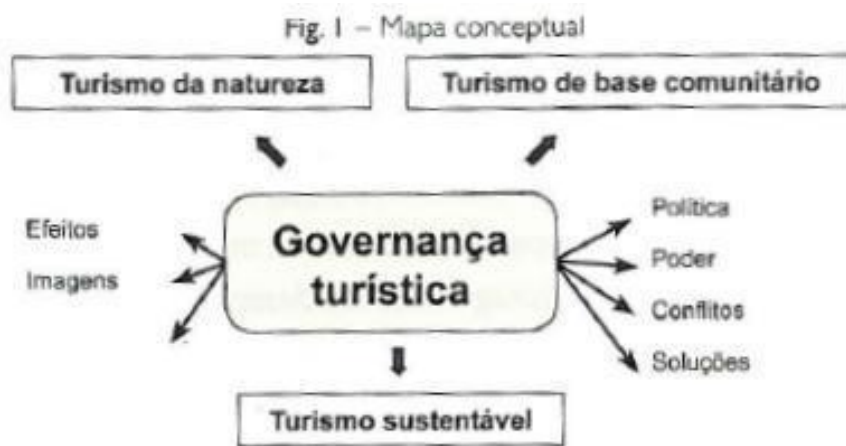 Fig. 1 – Mapa conceptual
Turismo da natureza
Turismo de base comunitário
Efeitos
Imagens
Governança
turística
Política
Poder
Conflitos
Soluções
Turismo sustentável